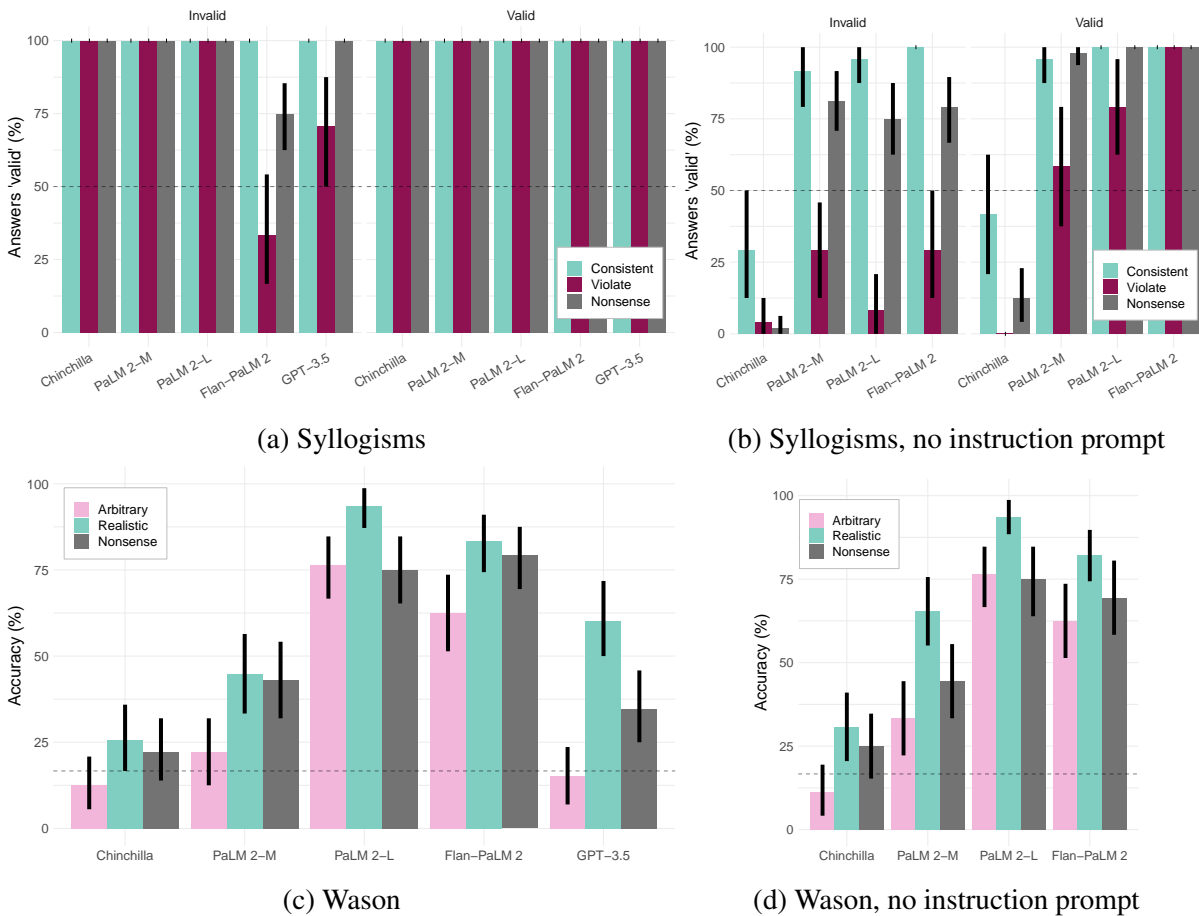 Invalid
Valid
Answers 'valid' (%)
100
75
50
25
0
Consistent
Violate
Nonsense
Chinchilla
PaLM 2−M
PaLM 2−L
Flan−PaLM 2
GPT−3.5
Chinchilla
PaLM 2−M
PaLM 2−L
Flan−PaLM 2
GPT−3.5
(a) Syllogisms
Invalid
Valid
Answers 'valid' (%)
100
75
50
25
0
Consistent
Violate
Nonsense
Chinchilla
PaLM 2−M
PaLM 2−L
Flan−PaLM 2
Chinchilla
PaLM 2−M
PaLM 2−L
Flan−PaLM 2
(b) Syllogisms, no instruction prompt
Accuracy (%)
100
75
50
25
0
Arbitrary
Realistic
Nonsense
Chinchilla
PaLM 2−M
PaLM 2−L
Flan−PaLM 2
GPT−3.5
(c) Wason
Accuracy (%)
100
75
50
25
0
Arbitrary
Realistic
Nonsense
Chinchilla
PaLM 2−M
PaLM 2−L
Flan−PaLM 2
(d) Wason, no instruction prompt